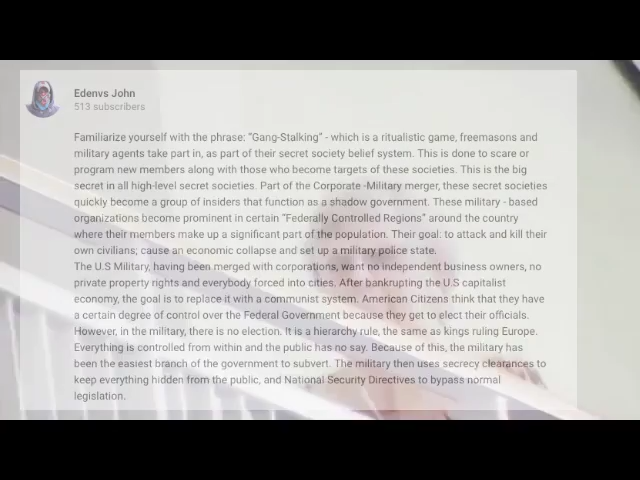 Edenvs John
513 subscribers
Familiarize yourself with the phrase: "Gang-Stalking" - which is a ritualistic game, freemasons and
military agents take part in, as part of their secret society belief system. This is done to scare or
program new members along with those who become targets of these societies. This is the big
secret in all high-level secret societies. Part of the Corporate -Military merger, these secret societies
quickly become a group of insiders that function as a shadow government. These military - based
organizations become prominent in certain "Federally Controlled Regions" around the country
where their members make up a significant part of the population. Their goal: to attack and kill their
own civilians; cause an economic collapse and set up a military police state.
The U.S Military, having been merged with corporations, want no independent business owners, no
private property rights and everybody forced into cities. After bankrupting the U.S capitalist
economy, the goal is to replace it with a communist system. American Citizens think that they have
a certain degree of control over the Federal Government because they get to elect their officials.
However, in the military, there is no election. It is a hierarchy rule, the same as kings ruling Europe.
Everything is controlled from within and the public has no say. Because of this, the military has
been the easiest branch of the government to subvert. The military then uses secrecy clearances to
keep everything hidden from the public, and National Security Directives to bypass normal
legislation.